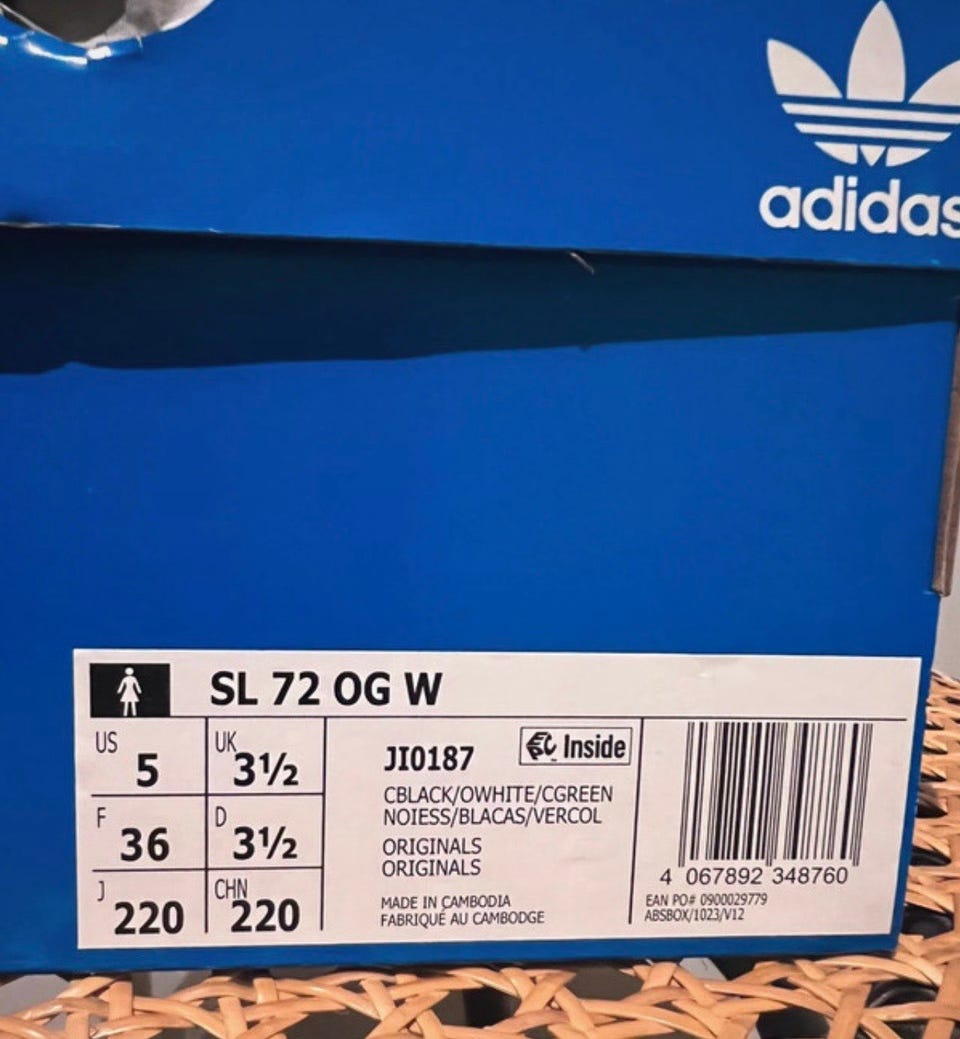 adidas
SL 72 OG W
US 5
UK 3½
F 36
D 3½
J 220
CHN 220
JI0187
Inside
CBLACK/OWHITE/CGREEN
NOIESS/BLACAS/VERCOL
ORIGINALS
ORIGINALS
MADE IN CAMBODIA
FABRIQUÉ AU CAMBODGE
4 067892 348760
EAN PO# 0900029779
ABSBOX/1023/V12